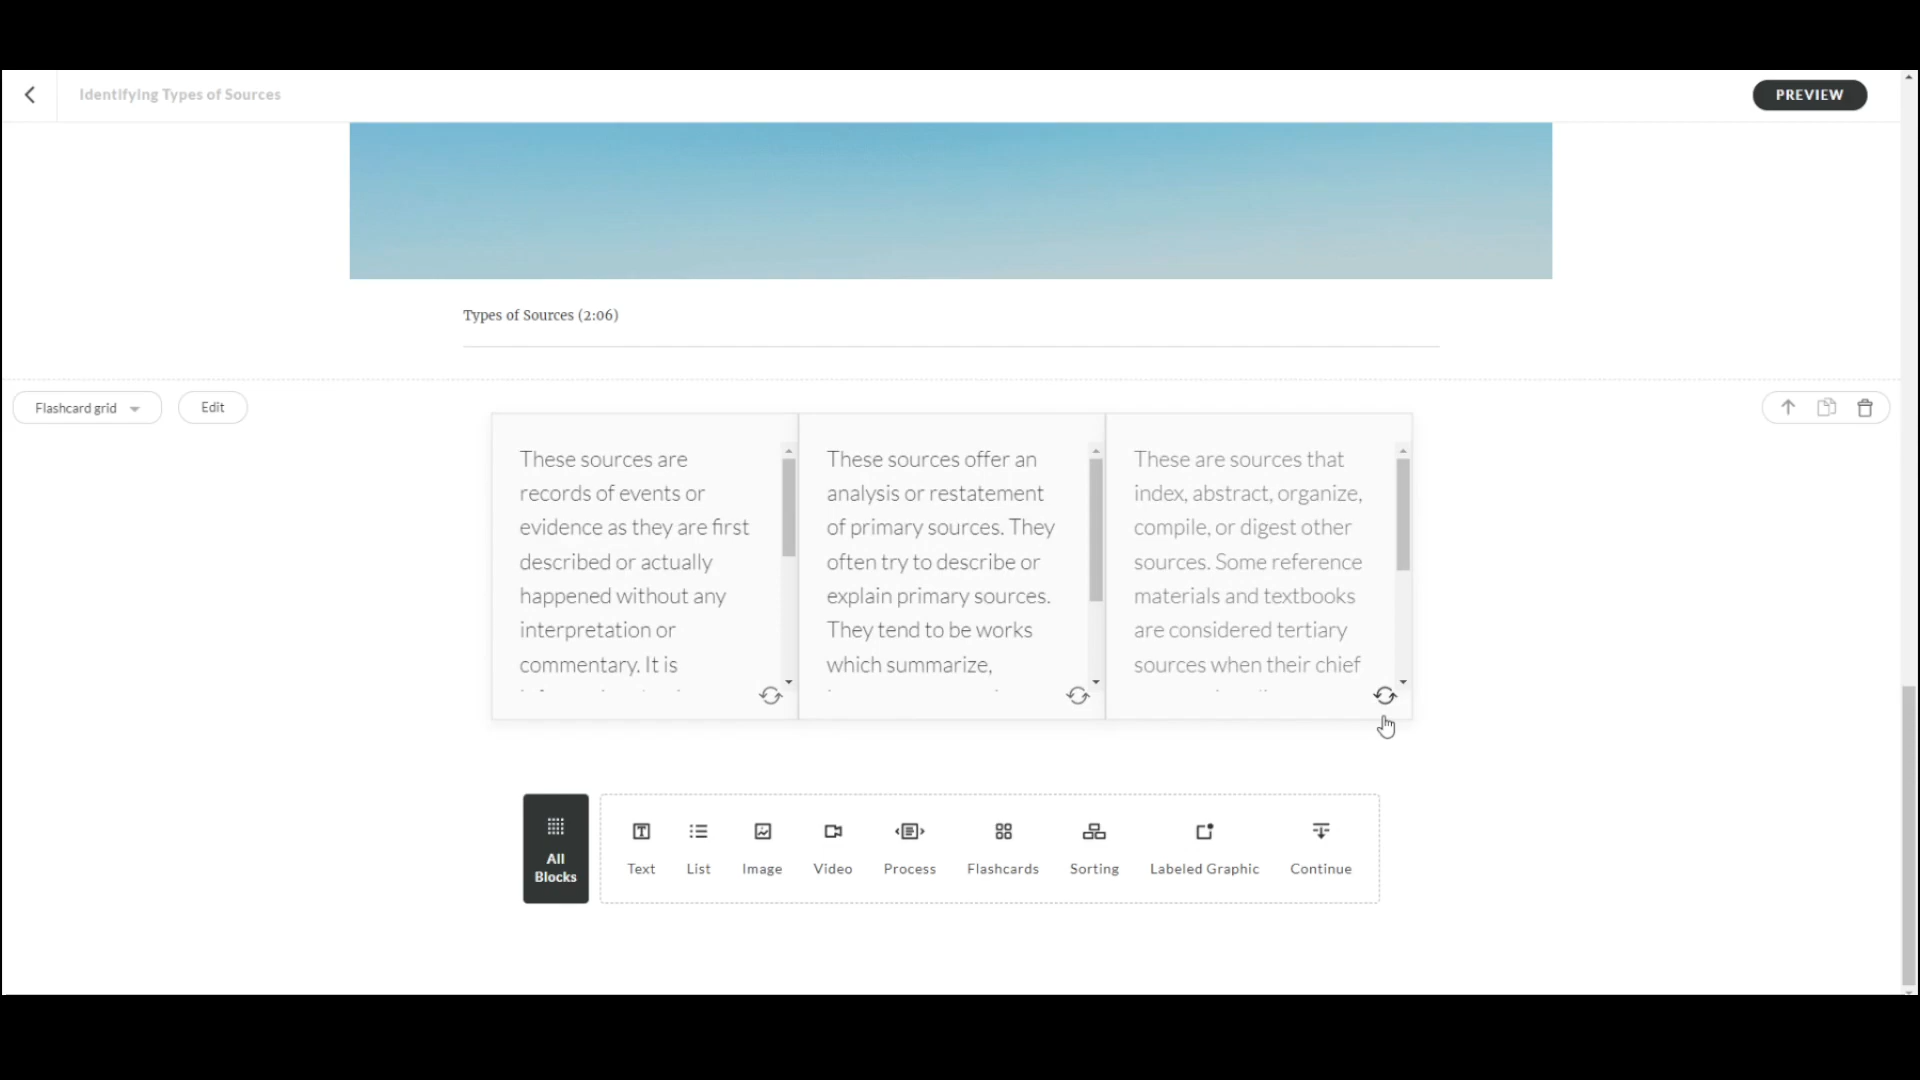 Identifying Types of Sources
PREVIEW
Types of Sources (2:06)
Flashcard grid
Edit
These sources are
records of events or
evidence as they are first
described or actually
happened without any
interpretation or
commentary. It is
These sources offer an
analysis or restatement
of primary sources. They
often try to describe or
explain primary sources.
They tend to be works
which summarize,
These are sources that
index, abstract, organize,
compile, or digest other
sources. Some reference
materials and textbooks
are considered tertiary
sources when their chief
All
Blocks
Text
List
Image
Video
Process
Flashcards
Sorting
Labeled Graphic
Continue